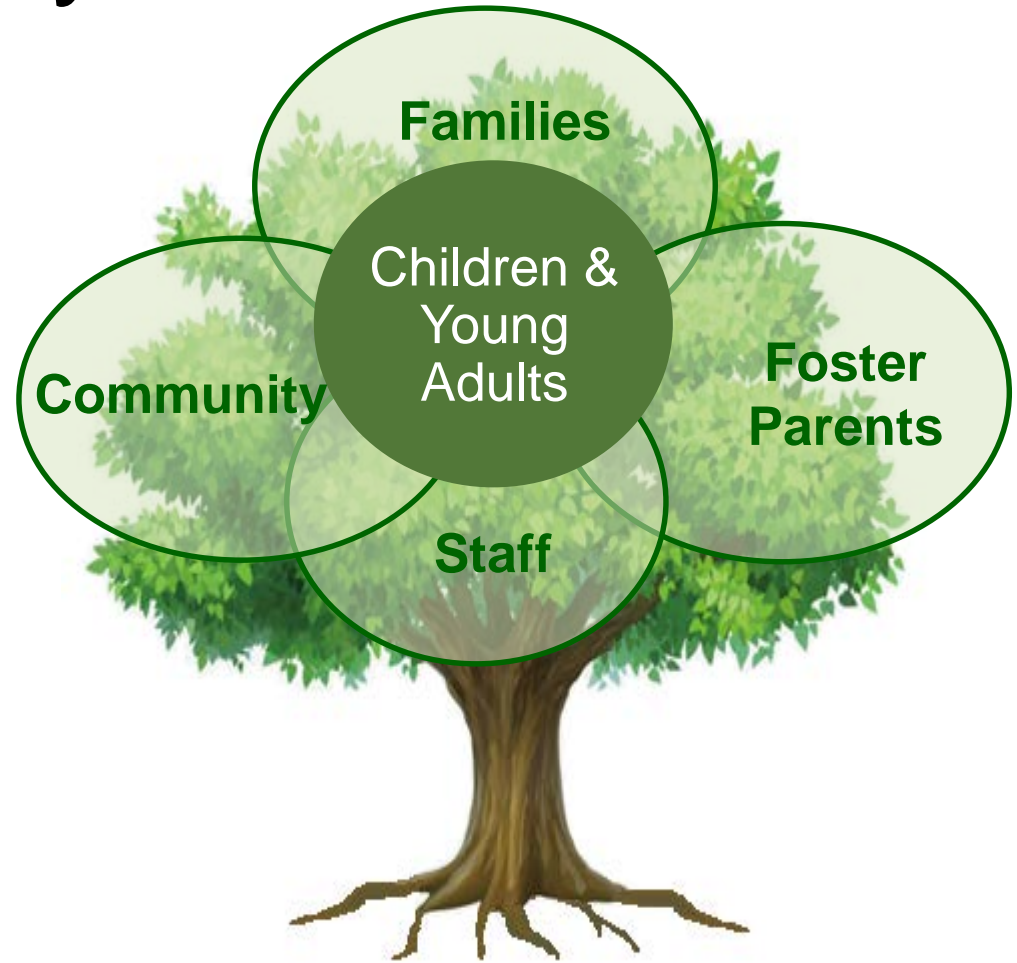 Families
Children &
Young
Adults
Community
Foster
Parents
Staff